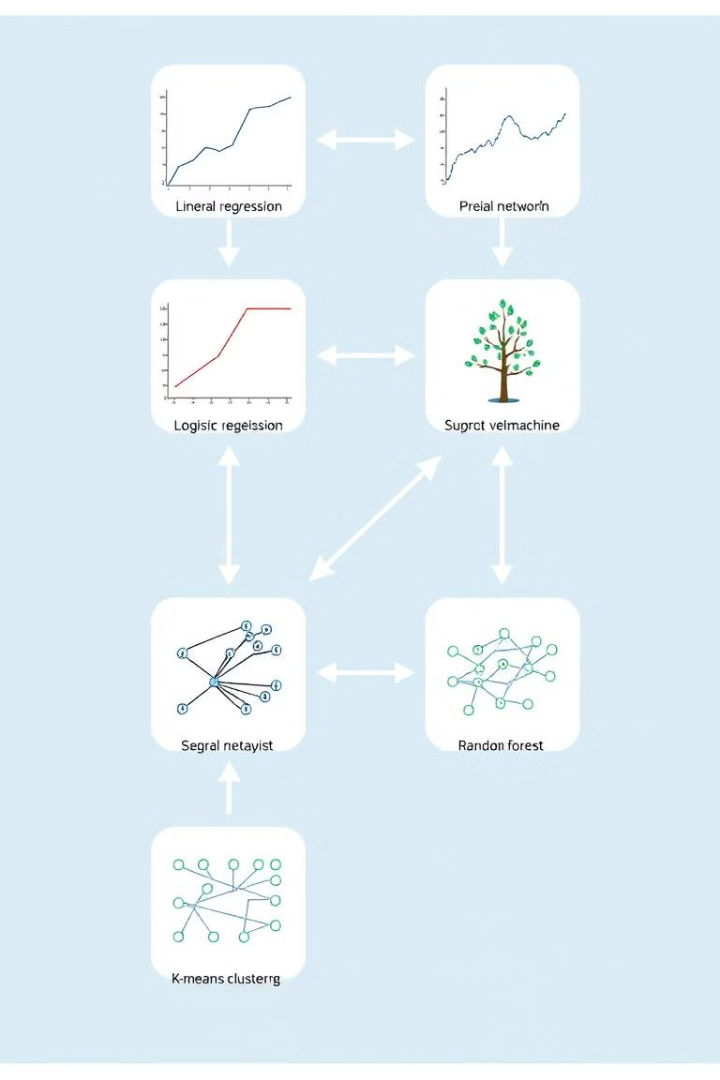 Lineral regression
Preial networ'n
Logisic regeission
Sugrot velmachine
Segral netayist
Randon forest
K-means clusterrg